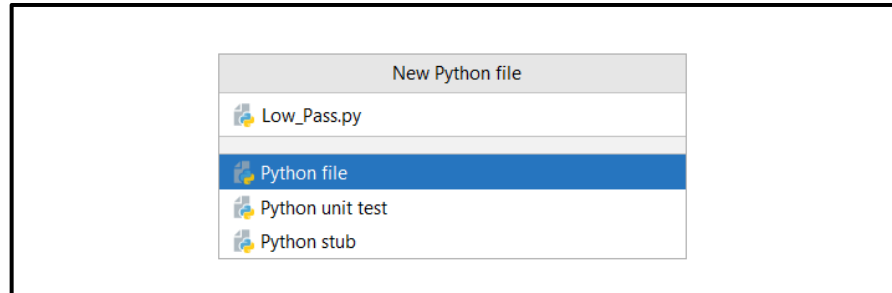 New Python file
Low_Pass.py
Python file
Python unit test
Python stub